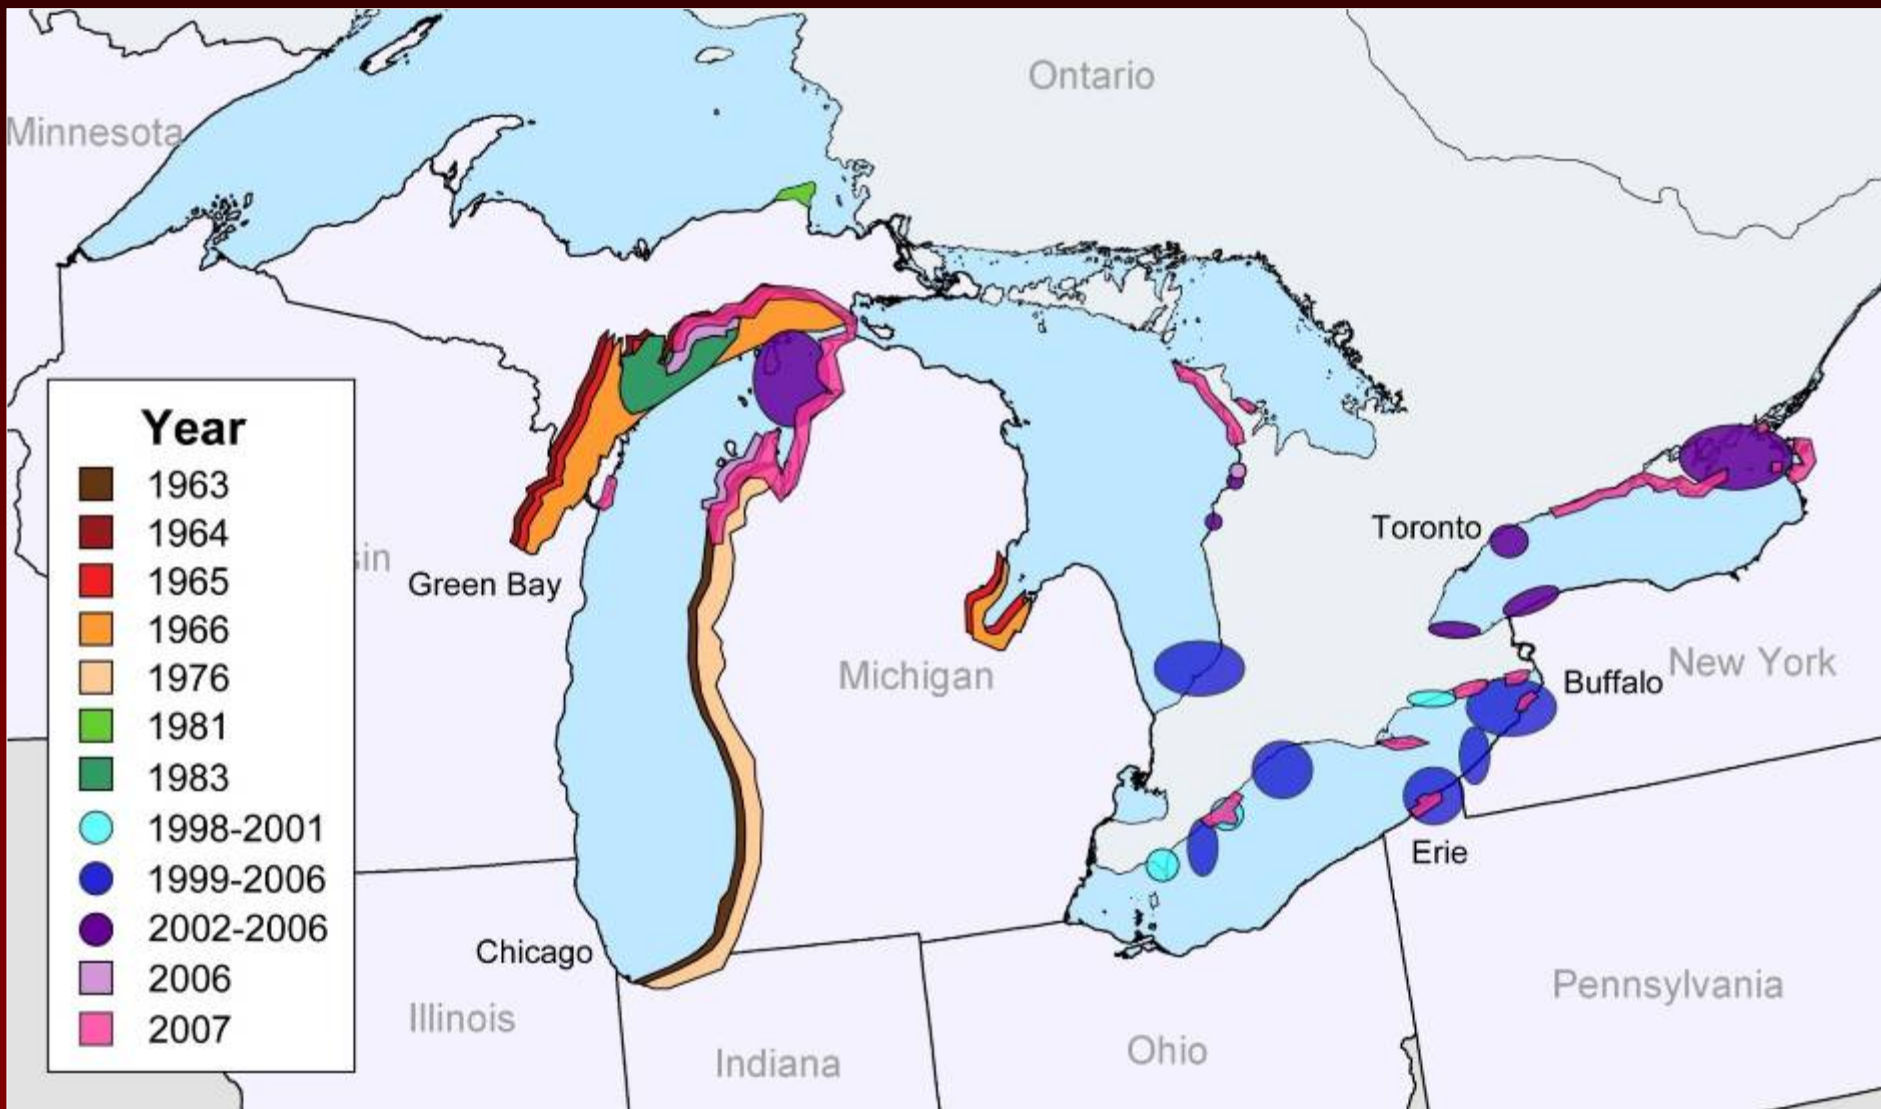 Ontario
Minnesota
Year
1963
1964
1965
1966
1976
1981
1983
1998-2001
1999-2006
2002-2006
2006
2007
sin
Green Bay
Toronto
Michigan
New York
Buffalo
Erie
Chicago
Pennsylvania
Illinois
Indiana
Ohio